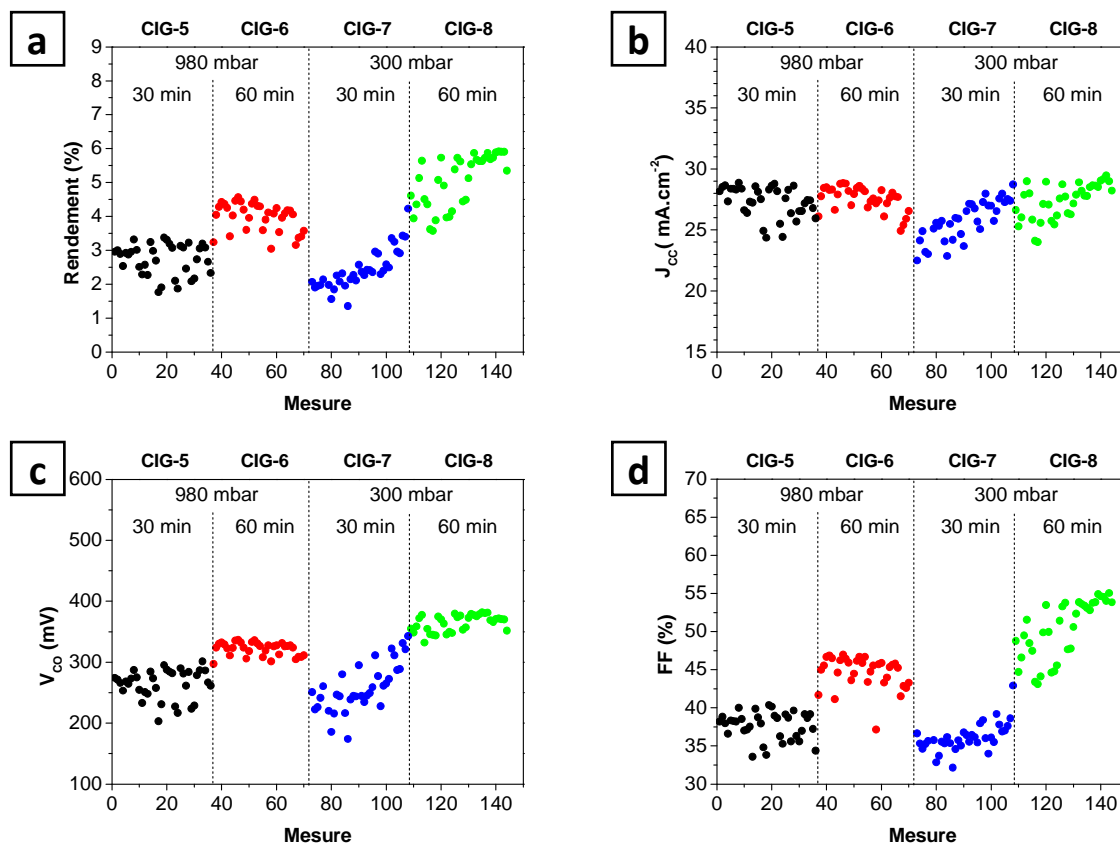 a
CIG-5 CIG-6 CIG-7 CIG-8
980 mbar 300 mbar
30 min 60 min 30 min 60 min
Rendement (%)
9
8
7
6
5
4
3
2
1
0
0 20 40 60 80 100 120 140
Mesure
b
CIG-5 CIG-6 CIG-7 CIG-8
980 mbar 300 mbar
30 min 60 min 30 min 60 min
J_cc( mA.cm⁻²)
40
35
30
25
20
15
0 20 40 60 80 100 120 140
Mesure
c
CIG-5 CIG-6 CIG-7 CIG-8
980 mbar 300 mbar
30 min 60 min 30 min 60 min
V_co (mV)
600
500
400
300
200
100
0 20 40 60 80 100 120 140
Mesure
d
CIG-5 CIG-6 CIG-7 CIG-8
980 mbar 300 mbar
30 min 60 min 30 min 60 min
FF (%)
70
65
60
55
50
45
40
35
30
0 20 40 60 80 100 120 140
Mesure